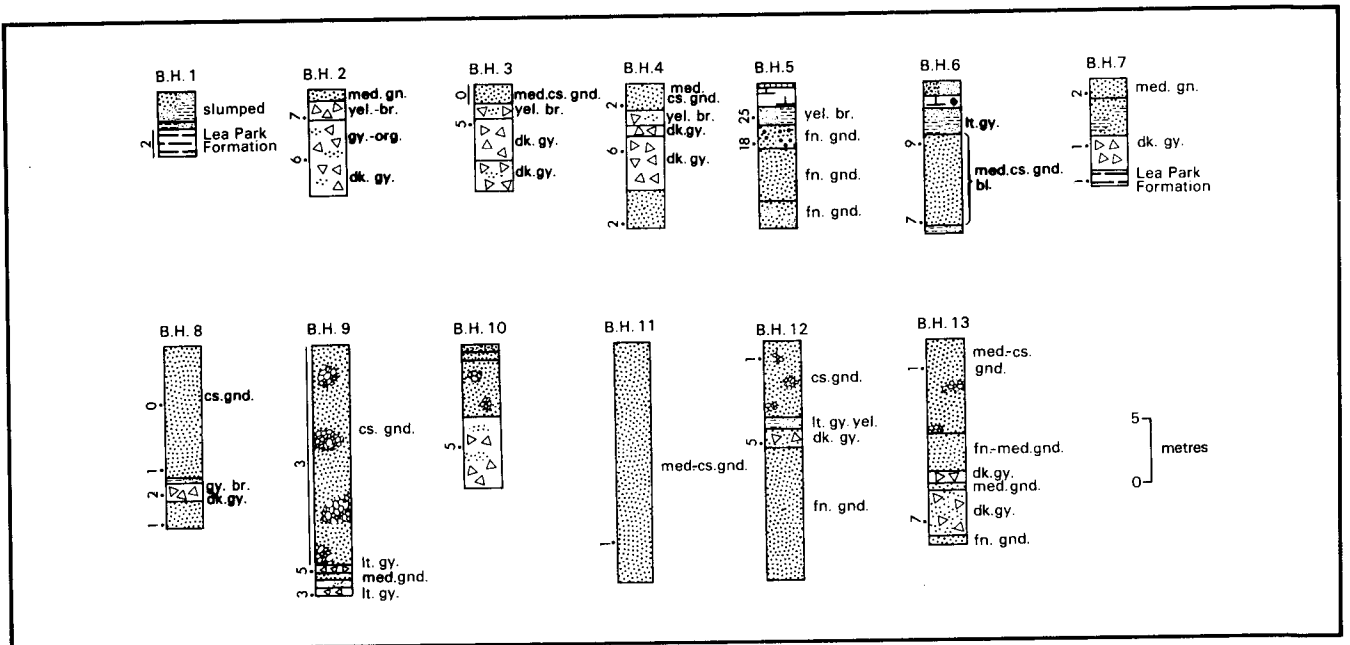 B.H. 1
slumped
Lea Park
Formation
2
B.H. 2
med. gn.
yel.-br.
7
gy.-org.
6
dk. gy.
B.H. 3
0
med.cs. gnd.
yel. br.
5
dk. gy.
dk.gy.
B.H.4
med.
cs. gnd.
2
yel. br.
dk.gy.
6
dk. gy.
2
B.H.5
25
yel. br.
18
fn. gnd.
fn. gnd.
fn. gnd.
B.H.6
lt.gy.
9
med.cs. gnd.
bl.
7
B.H.7
2
med. gn.
1
dk. gy.
1
Lea Park
Formation
B.H. 8
cs.gnd.
0
1
gy. br.
2
dk.gy.
1
B.H. 9
cs. gnd.
3
lt. gy.
5
med.gnd.
3
lt. gy.
B.H. 10
5
B.H. 11
med-cs.gnd.
1
B.H. 12
1
cs.gnd.
lt. gy. yel.
5
dk. gy.
fn. gnd.
B.H. 13
med.-cs.
gnd.
1
fn.-med.gnd.
dk.gy.
med.gnd.
dk.gy.
7
fn. gnd.
5
metres
0